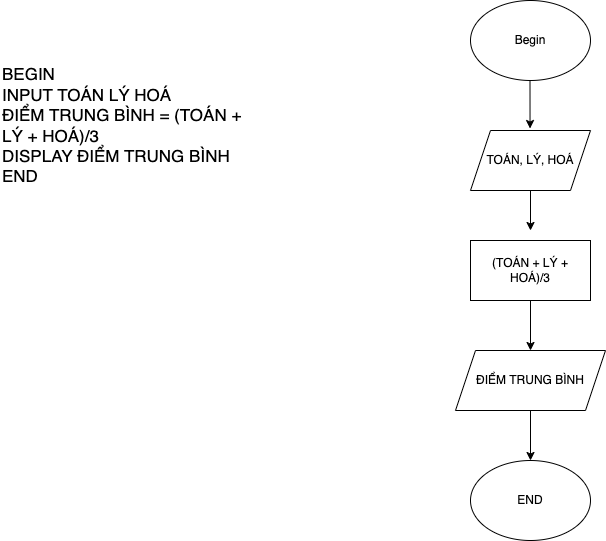 BEGIN
INPUT TOÁN LÝ HOÁ
ĐIỂM TRUNG BÌNH = (TOÁN +
LÝ + HOÁ)/3
DISPLAY ĐIỂM TRUNG BÌNH
END
Begin
TOÁN, LÝ, HOÁ
(TOÁN + LÝ +
HOÁ)/3
ĐIỂM TRUNG BÌNH
END